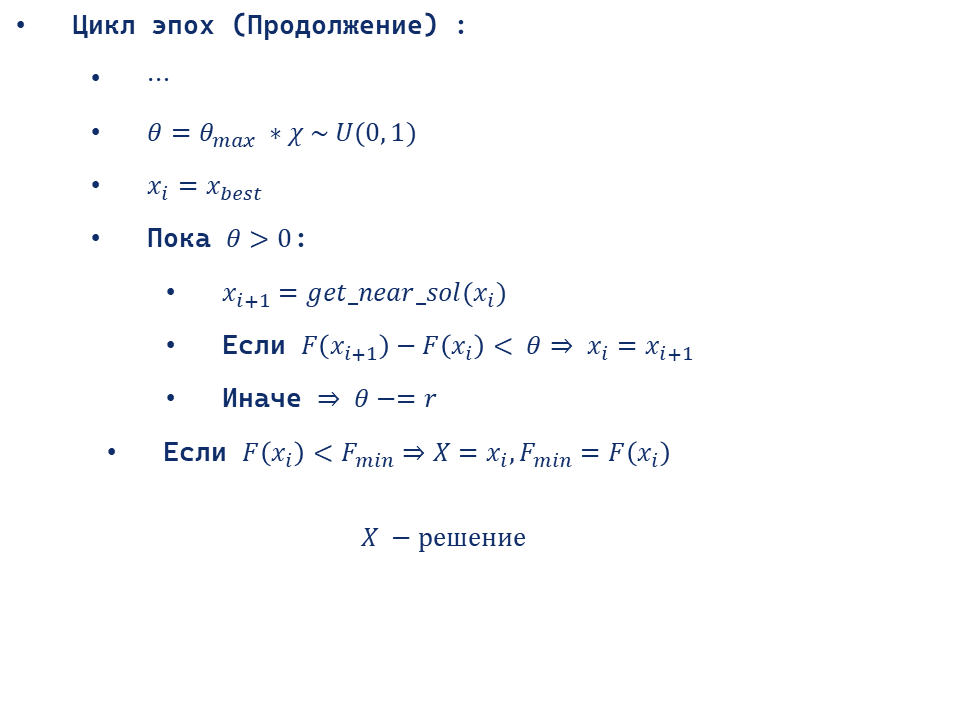 • Цикл эпох (Продолжение) :
• ...
• θ = θ_max ∗ χ ~ U(0,1)
• x_i = x_best
• Пока θ > 0:
• x_{i+1} = get_near_sol(x_i)
• Если F(x_{i+1}) − F(x_i) < θ ⇒ x_i = x_{i+1}
• Иначе ⇒ θ −= r
• Если F(x_i) < F_min ⇒ X = x_i, F_min = F(x_i)
X − решение